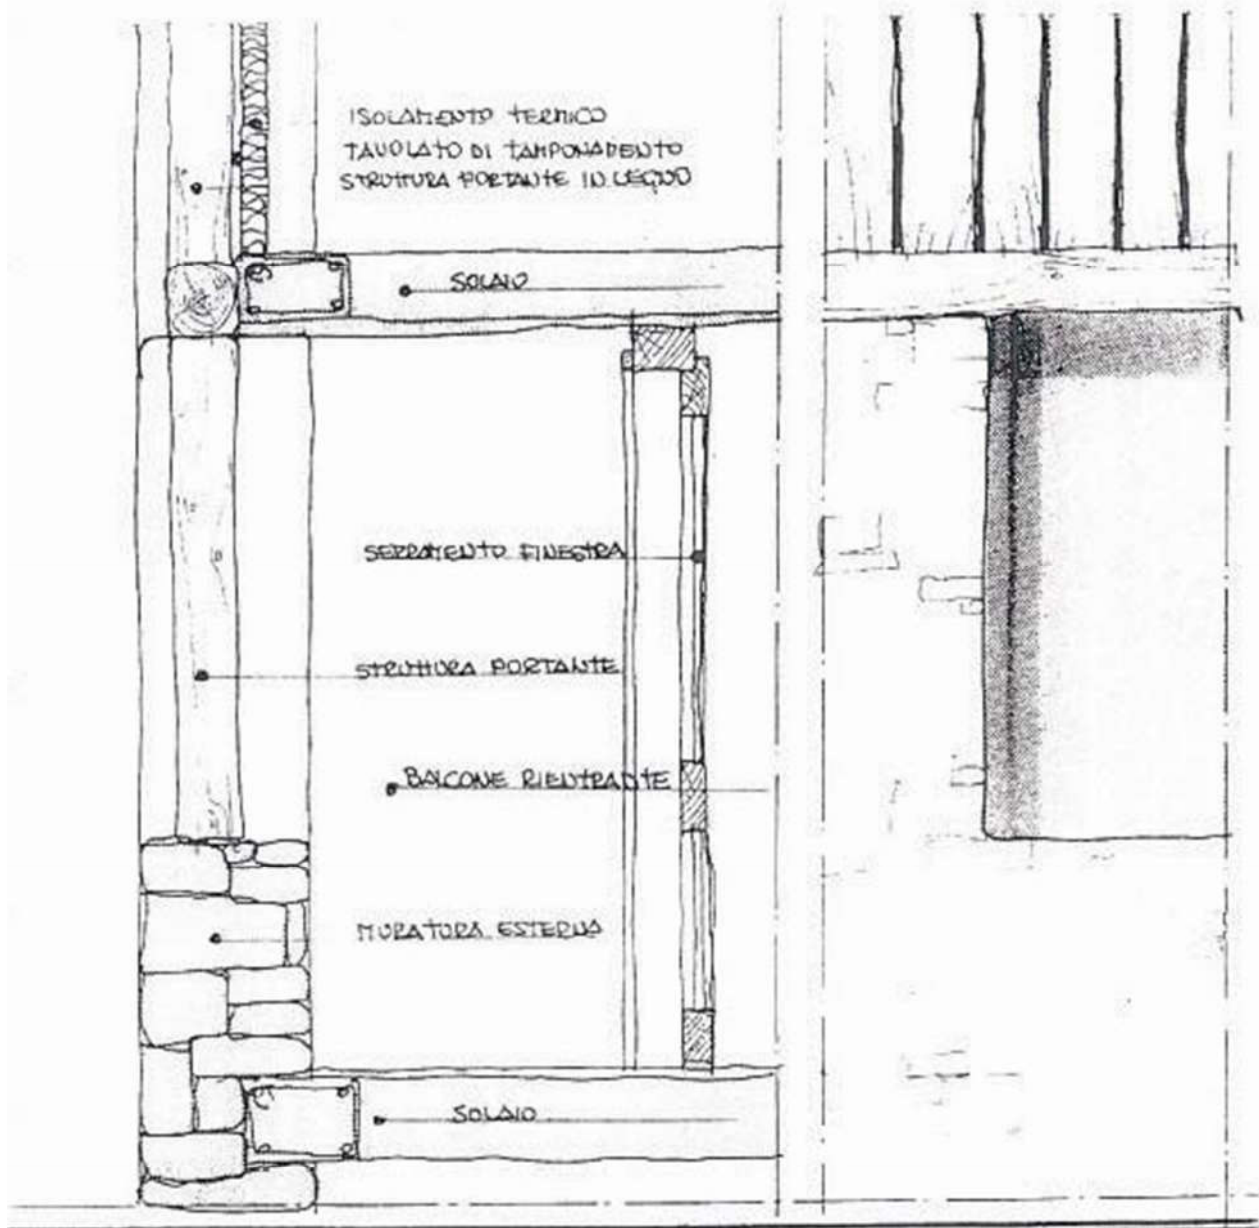 ISOLAMENTO TERMICO
TAVOLATO DI TAMPONAMENTO
STRUTTURA PORTANTE IN LEGNO
SOLAIO
SERRAMENTO FINESTRA
STRUTTURA PORTANTE
BALCONE RIENTRANTE
MURATURA ESTERNA
SOLAIO